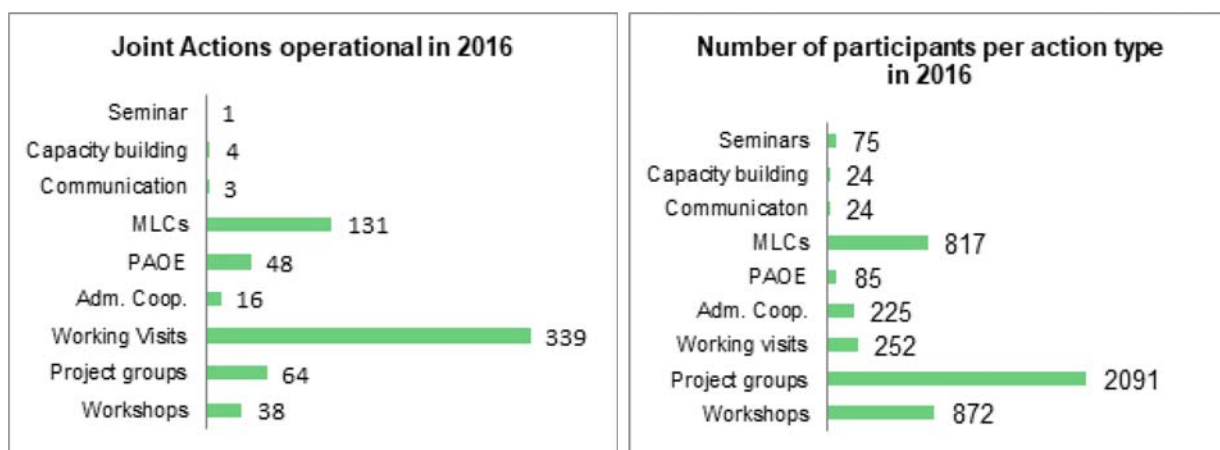 Joint Actions operational in 2016
Seminar 1
Capacity building 4
Communication 3
MLCs 131
PAOE 48
Adm. Coop. 16
Working Visits 339
Project groups 64
Workshops 38
Number of participants per action type
in 2016
Seminars 75
Capacity building 24
Communicaton 24
MLCs 817
PAOE 85
Adm. Coop. 225
Working visits 252
Project groups 2091
Workshops 872